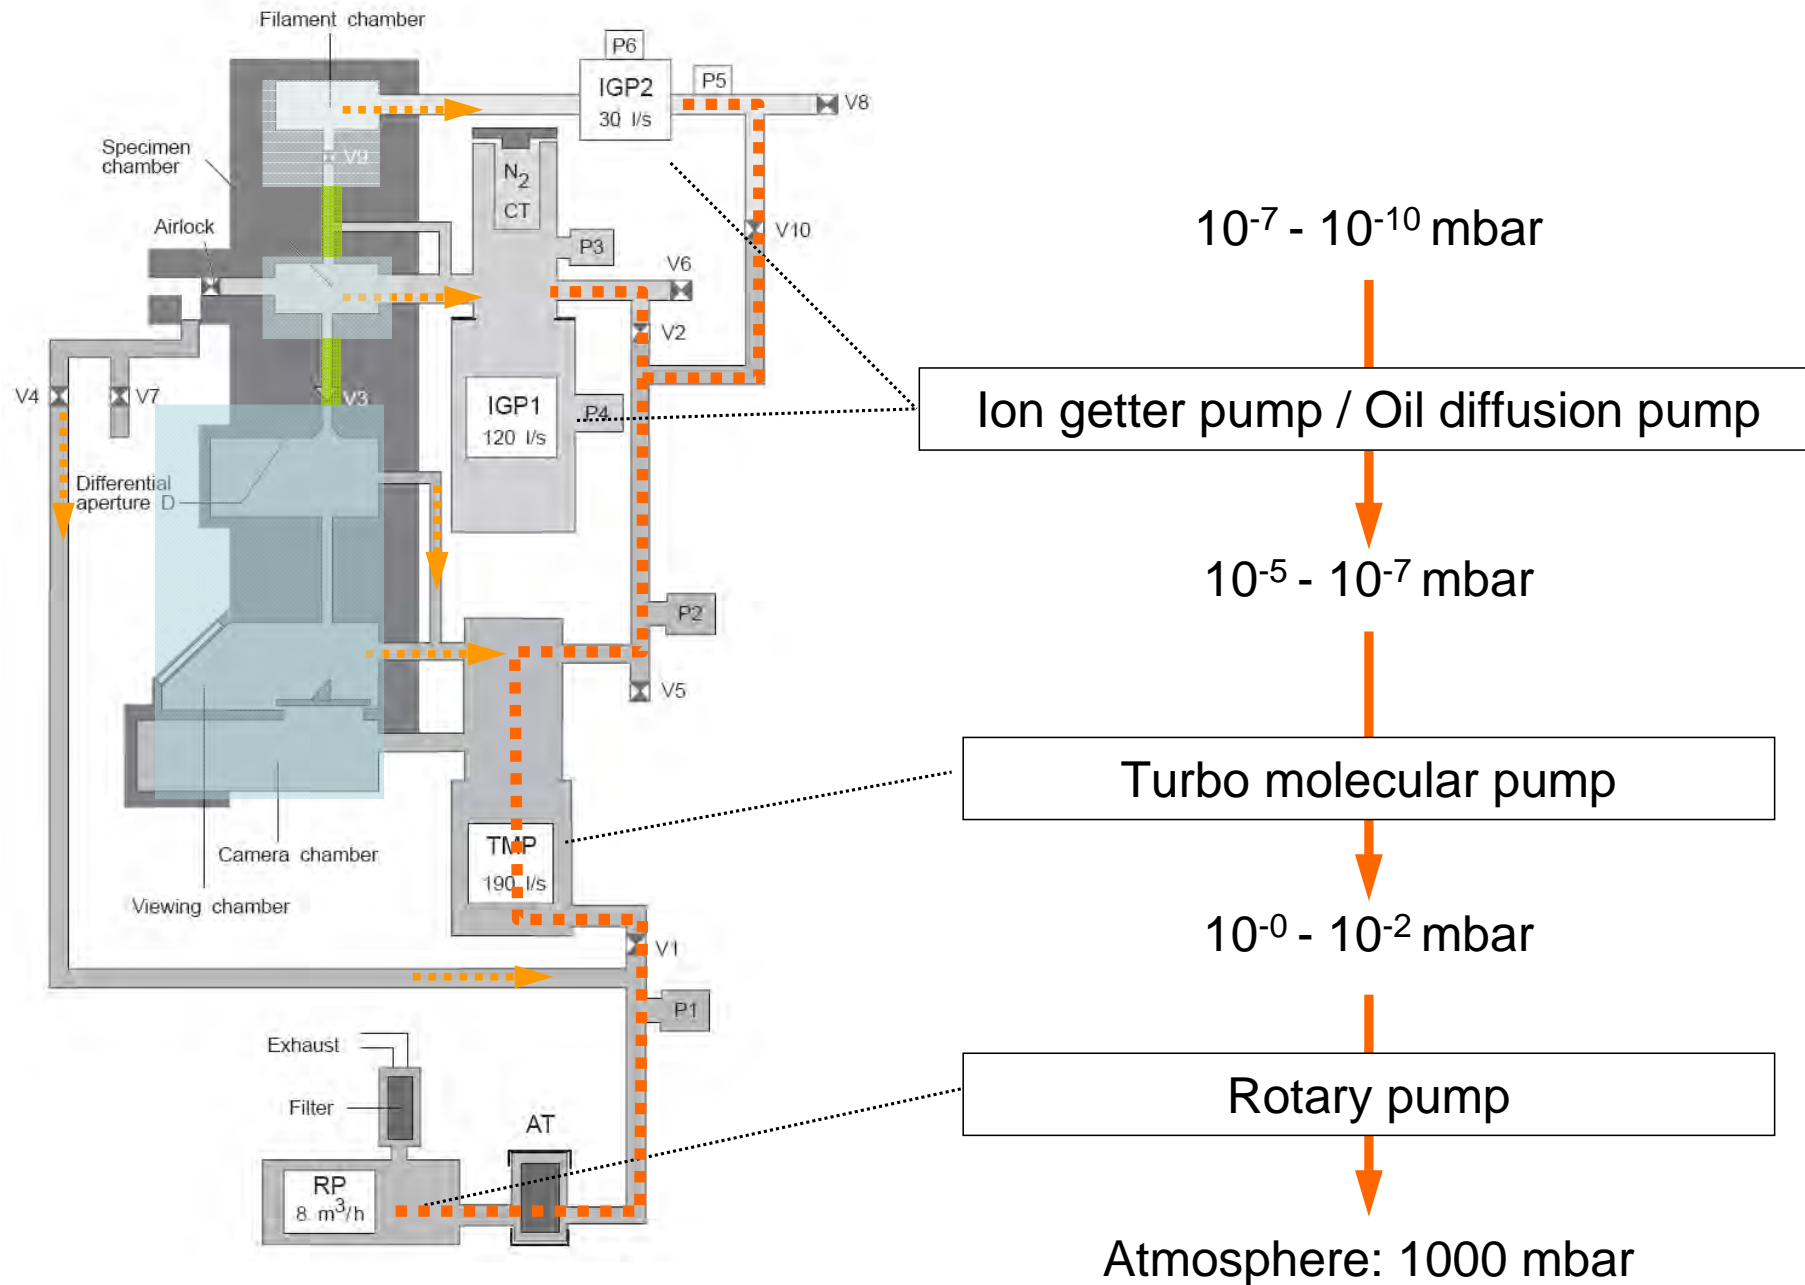 Filament chamber
P6
IGP2
30 l/s
P5
V8
Specimen
chamber
V9
N2
CT
Airlock
P3
V10
V6
V2
V4
V7
V3
IGP1
120 l/s
P4
Differential
aperture D
P2
V5
TMP
190 l/s
Camera chamber
Viewing chamber
V1
P1
Exhaust
Filter
AT
RP
8 m³/h
10⁻⁷ - 10⁻¹⁰ mbar
Ion getter pump / Oil diffusion pump
10⁻⁵ - 10⁻⁷ mbar
Turbo molecular pump
10⁻⁰ - 10⁻² mbar
Rotary pump
Atmosphere: 1000 mbar